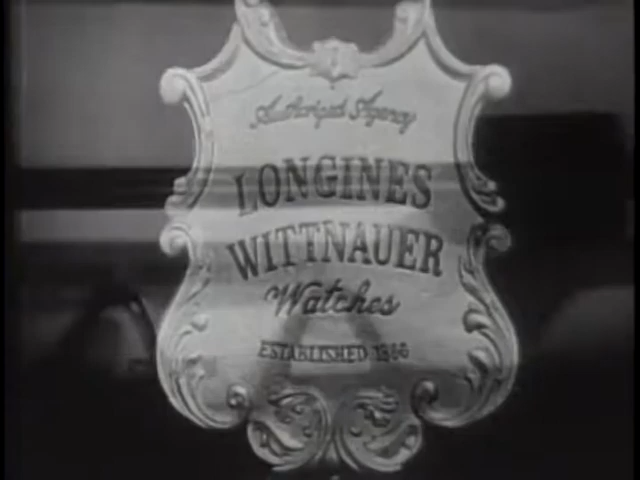 Authorized Agency
LONGINES
WITTNAUER
Watches
ESTABLISHED 1866